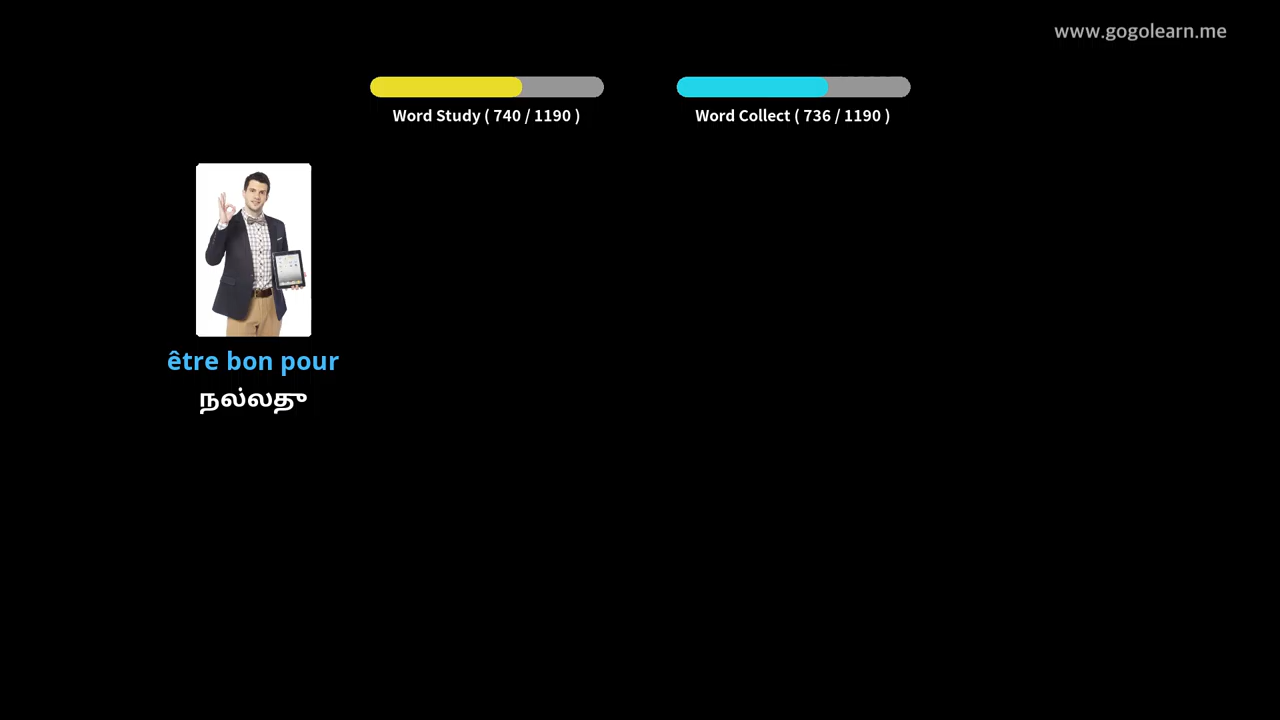 www.gogolearn.me
Word Study ( 740 / 1190 )
Word Collect ( 736 / 1190 )
être bon pour
நல்லது